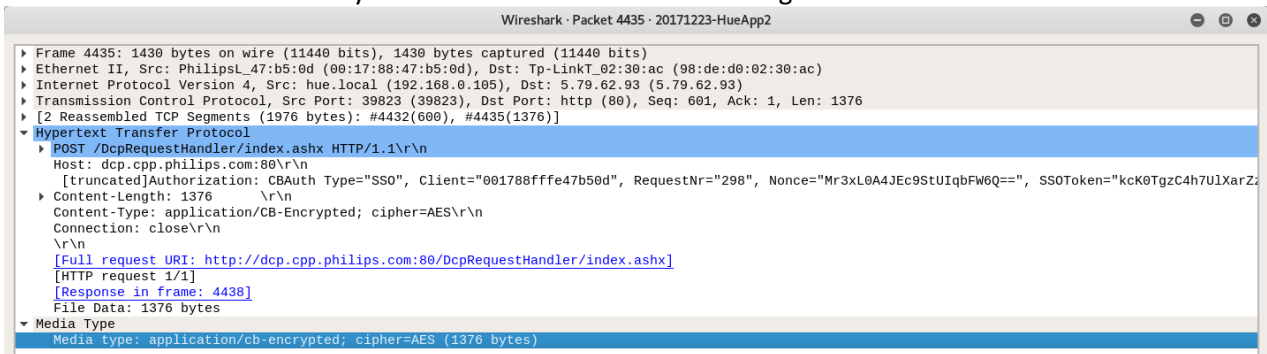 Wireshark · Packet 4435 · 20171223-HueApp2
Frame 4435: 1430 bytes on wire (11440 bits), 1430 bytes captured (11440 bits)
Ethernet II, Src: PhilipsL_47:b5:0d (00:17:88:47:b5:0d), Dst: Tp-LinkT_02:30:ac (98:de:d0:02:30:ac)
Internet Protocol Version 4, Src: hue.local (192.168.0.105), Dst: 5.79.62.93 (5.79.62.93)
Transmission Control Protocol, Src Port: 39823 (39823), Dst Port: http (80), Seq: 601, Ack: 1, Len: 1376
[2 Reassembled TCP Segments (1976 bytes): #4432(600), #4435(1376)]
Hypertext Transfer Protocol
POST /DcpRequestHandler/index.ashx HTTP/1.1\r\n
Host: dcp.cpp.philips.com:80\r\n
[truncated]Authorization: CBAuth Type="SSO", Client="001788fffe47b50d", RequestNr="298", Nonce="Mr3xL0A4JEc9StUIqbFW6Q==", SSOToken="kcK0TgzC4h7UlXarZz
Content-Length: 1376      \r\n
Content-Type: application/CB-Encrypted; cipher=AES\r\n
Connection: close\r\n
\r\n
[Full request URI: http://dcp.cpp.philips.com:80/DcpRequestHandler/index.ashx]
[HTTP request 1/1]
[Response in frame: 4438]
File Data: 1376 bytes
Media Type
Media type: application/cb-encrypted; cipher=AES (1376 bytes)